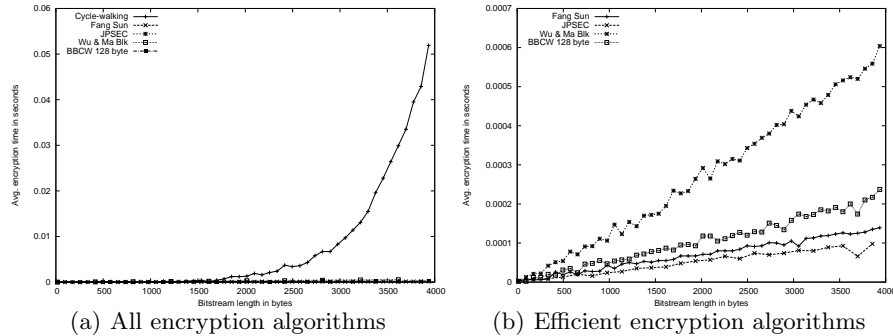 0.06
0.05
0.04
0.03
0.02
0.01
0
Avg. encryption time in seconds
Cycle-walking
Fang Sun
JPSEC
Wu & Ma Blk
BBCW 128 byte
0 500 1000 1500 2000 2500 3000 3500 4000
Bitstream length in bytes
(a) All encryption algorithms
0.0007
0.0006
0.0005
0.0004
0.0003
0.0002
0.0001
0
Avg. encryption time in seconds
Fang Sun
JPSEC
Wu & Ma Blk
BBCW 128 byte
0 500 1000 1500 2000 2500 3000 3500 4000
Bitstream length in bytes
(b) Efficient encryption algorithms